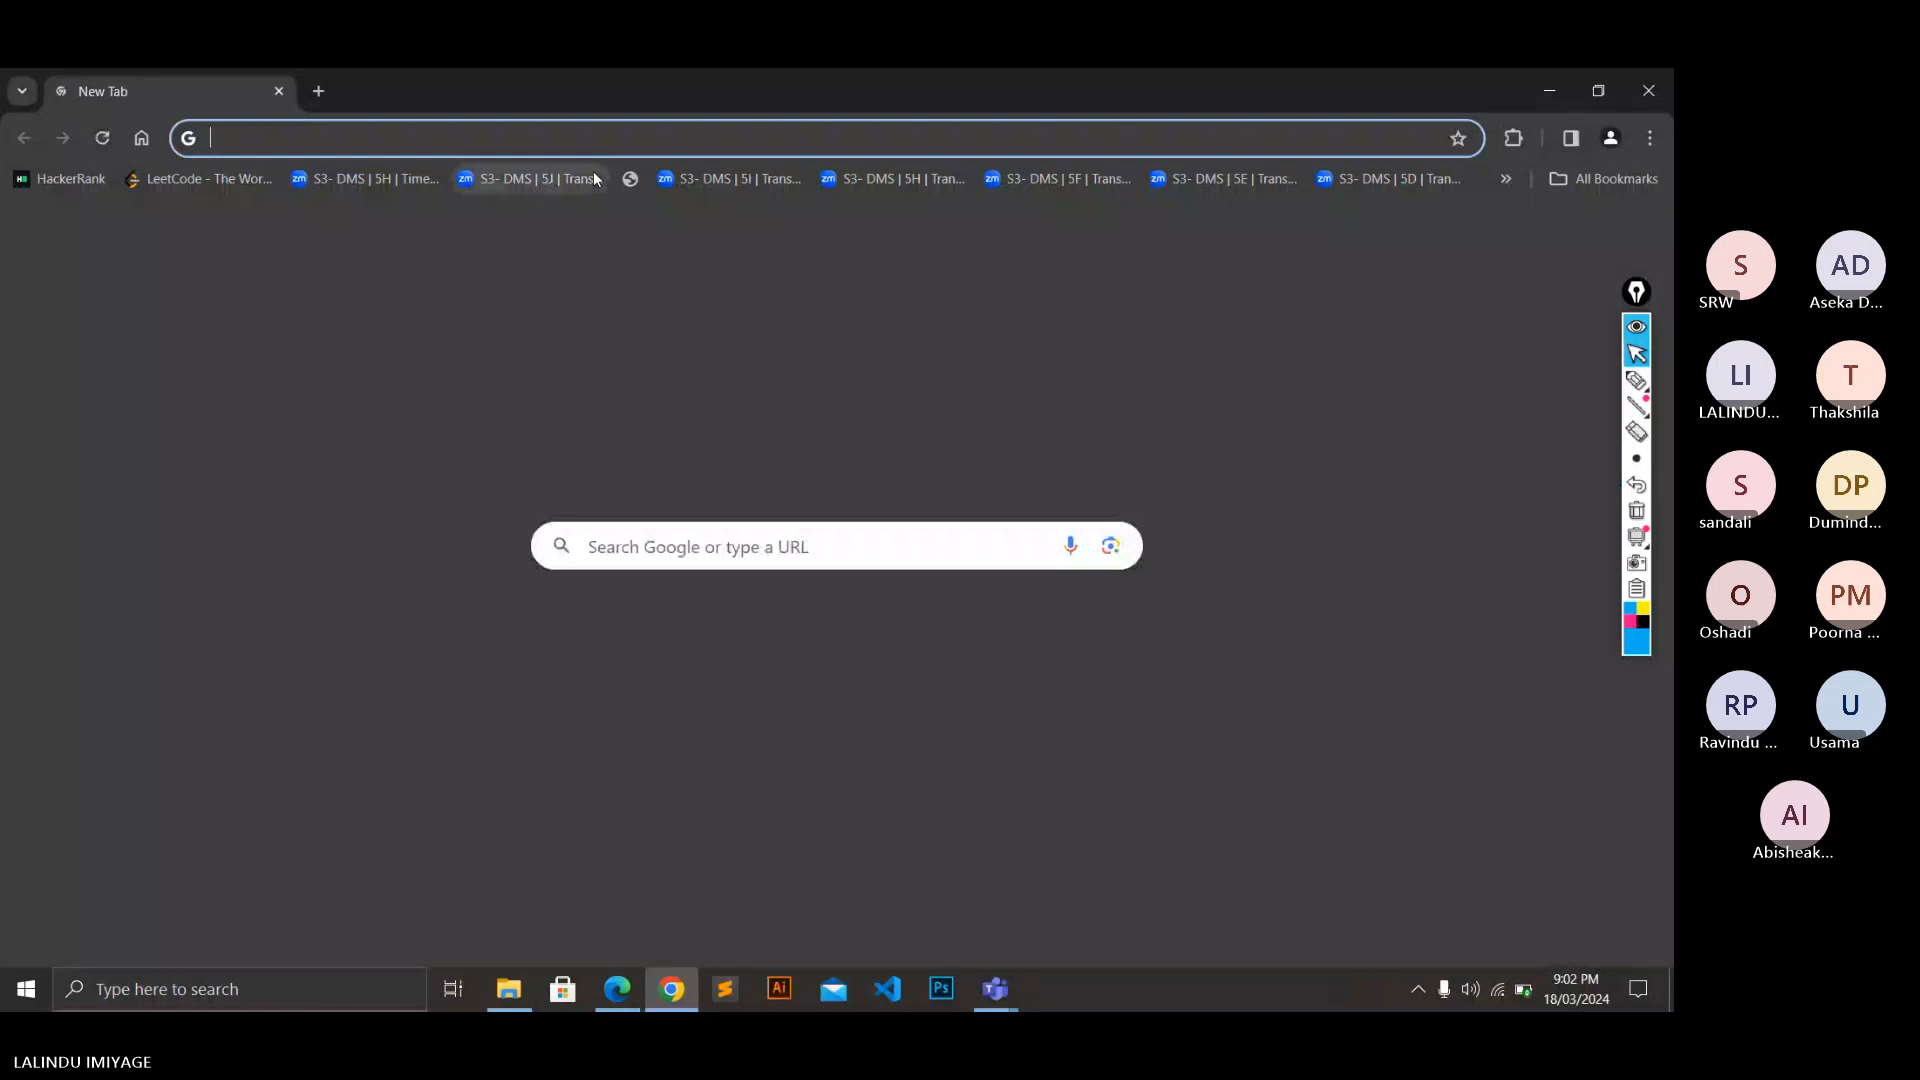 New Tab
HackerRank
LeetCode - The Wor...
S3- DMS | 5H | Time...
S3- DMS | 5J | Trans
S3- DMS | 5I | Trans...
S3- DMS | 5H | Tran...
S3- DMS | 5F | Trans...
S3- DMS | 5E | Trans...
S3- DMS | 5D | Tran...
All Bookmarks
Search Google or type a URL
S
SRW
AD
Aseka D...
LI
LALINDU...
T
Thakshila
S
sandali
DP
Dumind...
O
Oshadi
PM
Poorna ...
RP
Ravindu ...
U
Usama
AI
Abisheak...
Type here to search
Ai
Ps
9:02 PM
18/03/2024
LALINDU IMIYAGE